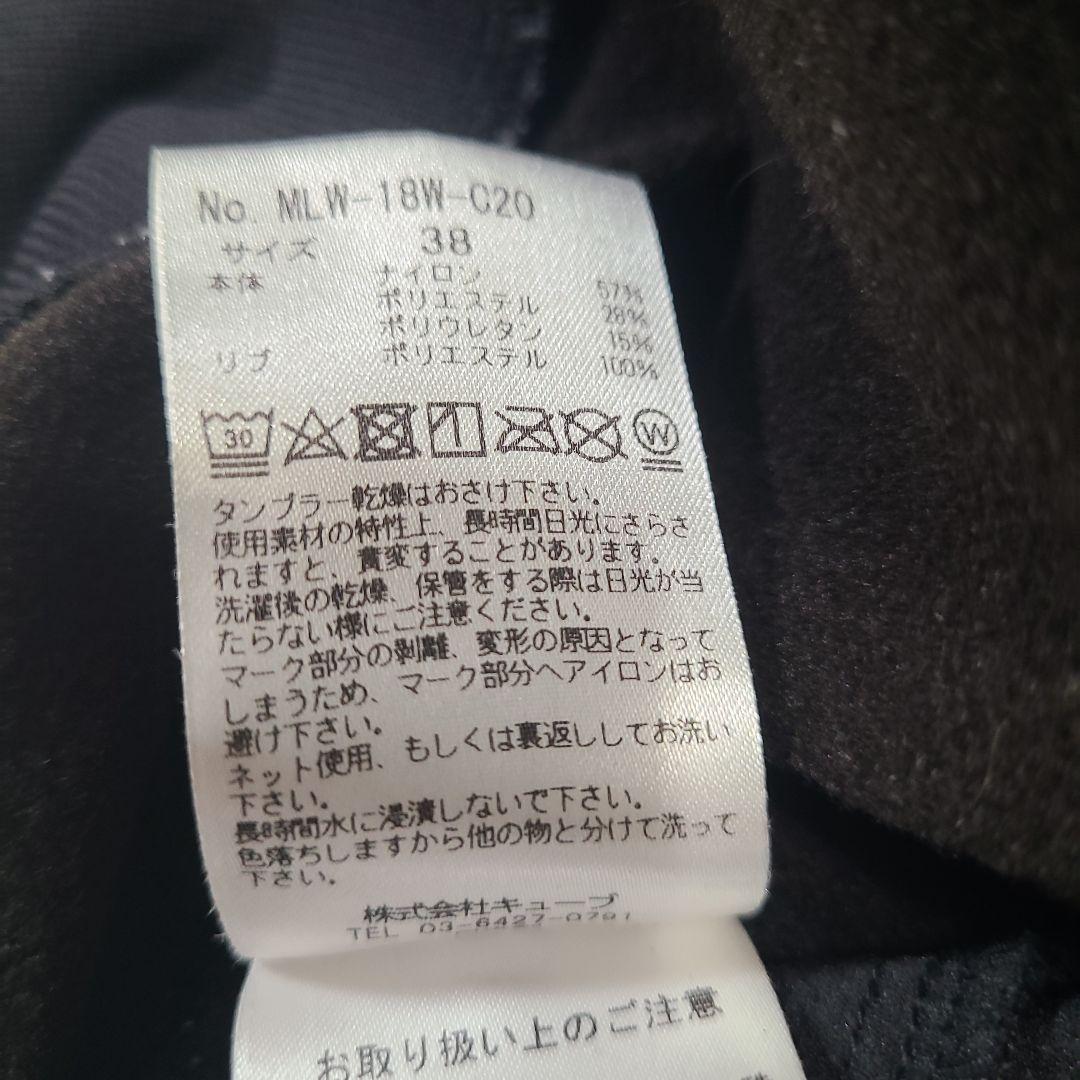 No. MLW-18W-C20
サイズ 38
本体 ナイロン 57%
ポリエステル 28%
ポリウレタン 15%
リブ ポリエステル 100%
30 W
タンブラー乾燥はおさけ下さい。
使用素材の特性上、長時間日光にさらさ
れますと、黄変することがあります。
洗濯後の乾燥、保管をする際は日光が当
たらない様にご注意ください。
マーク部分の剥離、変形の原因となって
しまうため、マーク部分へアイロンはお
避け下さい。
ネット使用、もしくは裏返ししてお洗い
下さい。
長時間水に浸漬しないで下さい。
色落ちしますから他の物と分けて洗って
下さい。
株式会社キューブ
TEL 03-6427-0791
お取り扱い上のご注意